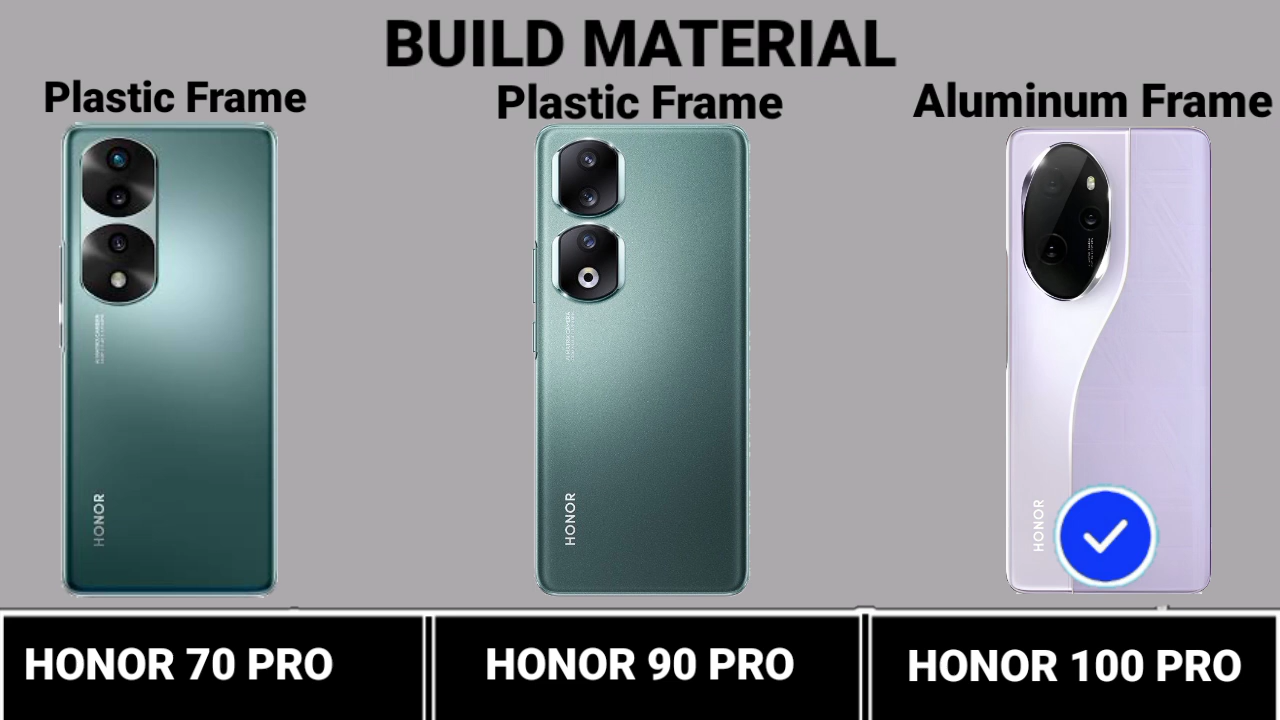 BUILD MATERIAL
Plastic Frame
Plastic Frame
Aluminum Frame
HONOR
HONOR
HONOR
HONOR 70 PRO
HONOR 90 PRO
HONOR 100 PRO